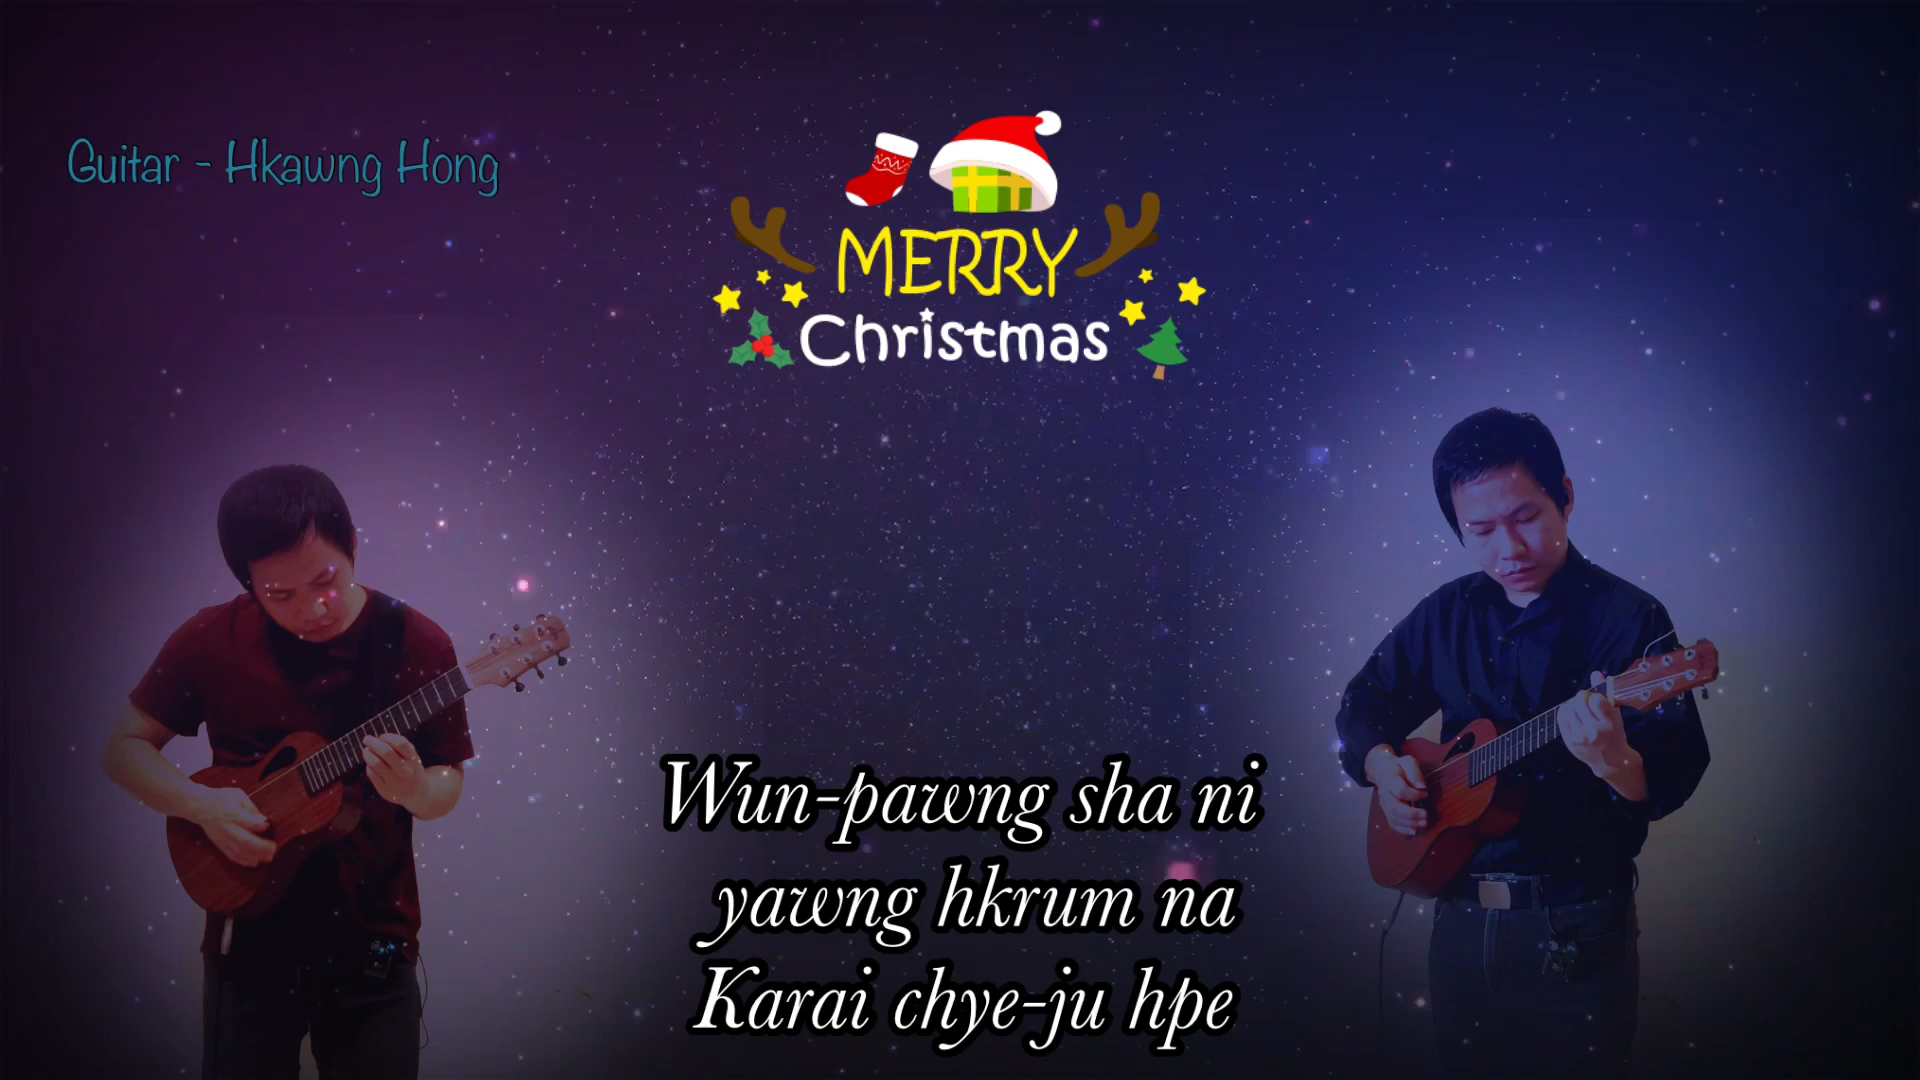 Guitar - Hkawng Hong
MERRY
Christmas
Wun-pawng sha ni
yawng hkrum na
Karai chye-ju hpe